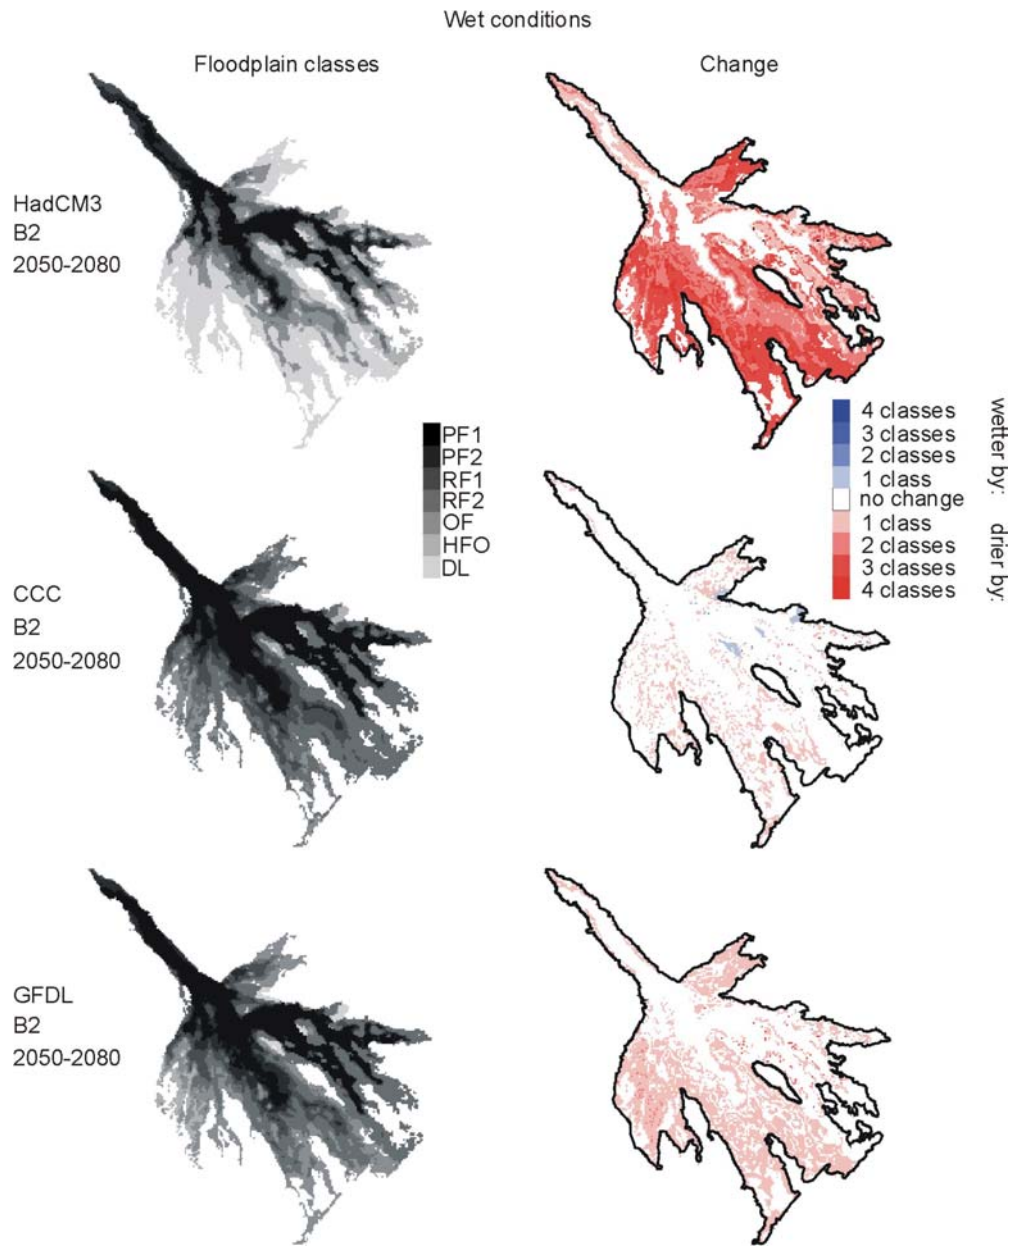 Wet conditions
Floodplain classes
Change
HadCM3
B2
2050-2080
PF1
PF2
RF1
RF2
OF
HFO
DL
4 classes
3 classes
2 classes
1 class
no change
1 class
2 classes
3 classes
4 classes
wetter by:
drier by:
CCC
B2
2050-2080
GFDL
B2
2050-2080